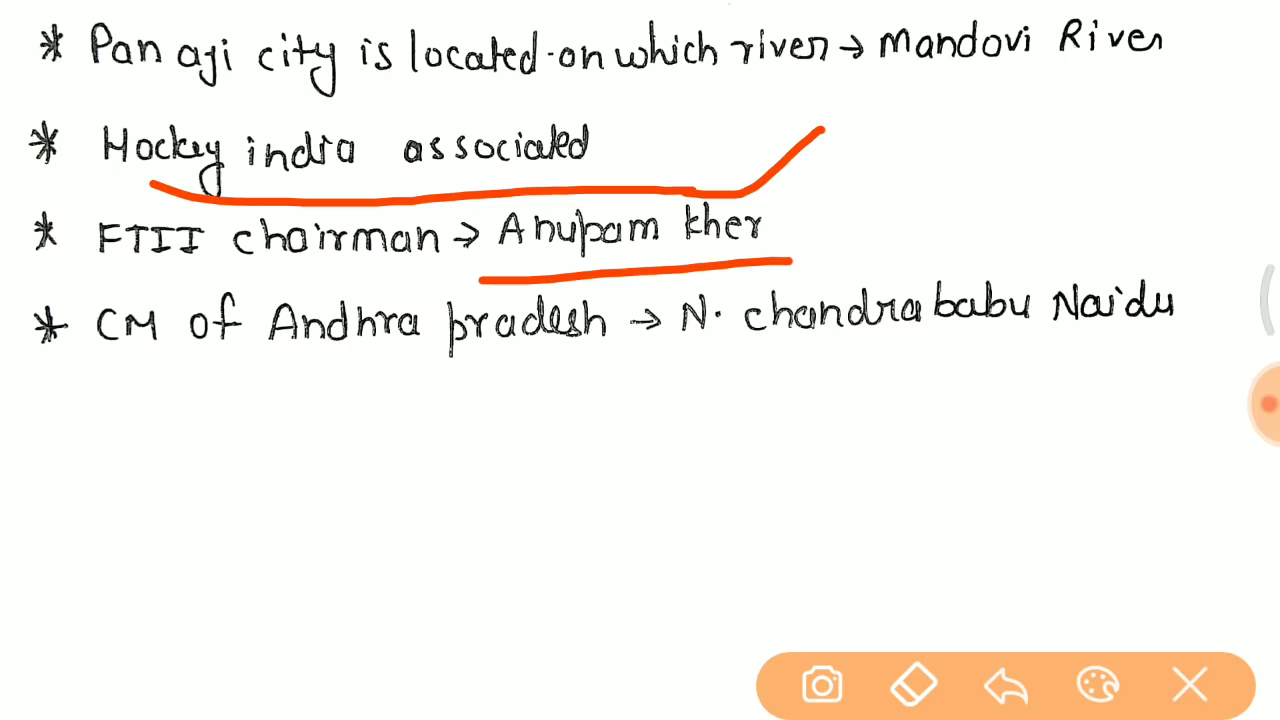 * Panaji city is located on which river → Mandovi River
* Hockey india associated
* FTII chairman → Anupam kher
* CM of Andhra pradesh → N. chandrababu Naidu